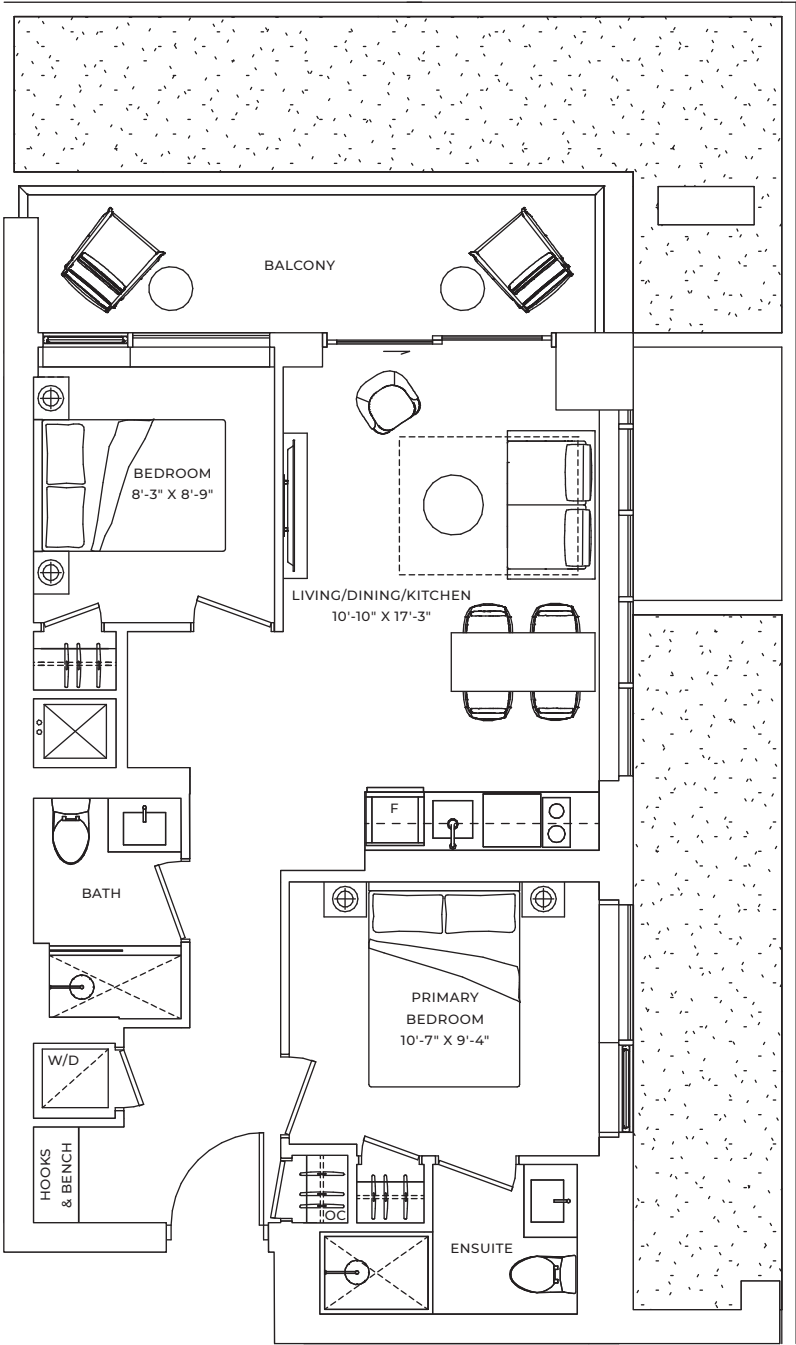 BALCONY
BEDROOM
8'-3" X 8'-9"
LIVING/DINING/KITCHEN
10'-10" X 17'-3"
F
BATH
PRIMARY
BEDROOM
10'-7" X 9'-4"
W/D
HOOKS
& BENCH
OC
ENSUITE